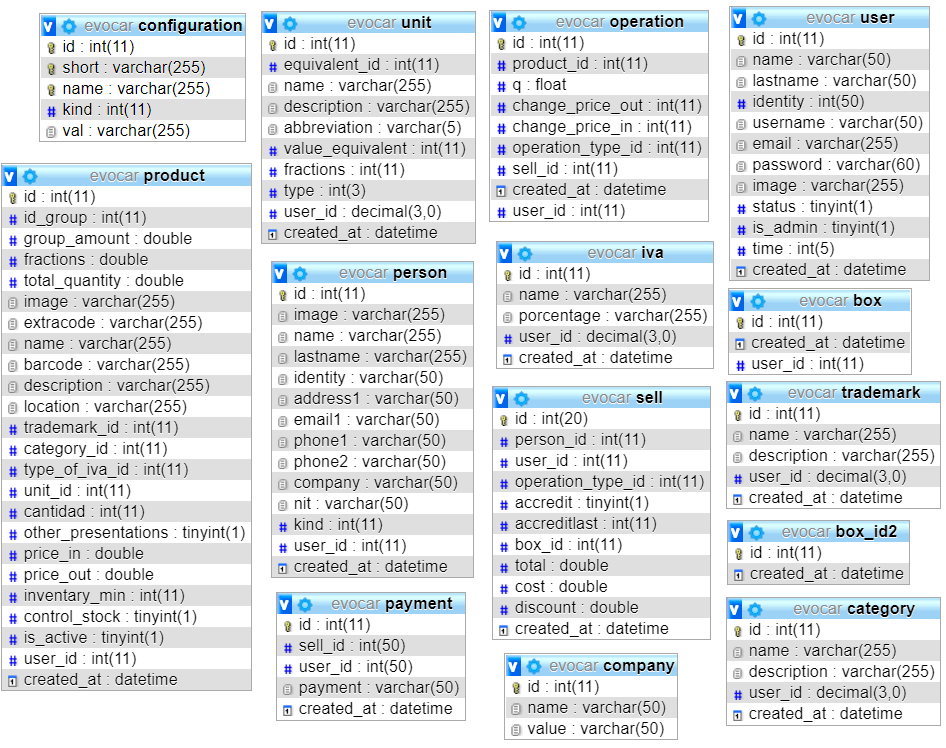 evocar configuration
id : int(11)
short : varchar(255)
name : varchar(255)
kind : int(11)
val : varchar(255)
evocar product
id : int(11)
id_group : int(11)
group_amount : double
fractions : double
total_quantity : double
image : varchar(255)
extracode : varchar(255)
name : varchar(255)
barcode : varchar(255)
description : varchar(255)
location : varchar(255)
trademark_id : int(11)
category_id : int(11)
type_of_iva_id : int(11)
unit_id : int(11)
cantidad : int(11)
other_presentations : tinyint(1)
price_in : double
price_out : double
inventary_min : int(11)
control_stock : tinyint(1)
is_active : tinyint(1)
user_id : int(11)
created_at : datetime
evocar unit
id : int(11)
equivalent_id : int(11)
name : varchar(255)
description : varchar(255)
abbreviation : varchar(5)
value_equivalent : int(11)
fractions : int(11)
type : int(3)
user_id : decimal(3,0)
created_at : datetime
evocar person
id : int(11)
image : varchar(255)
name : varchar(255)
lastname : varchar(255)
identity : varchar(50)
address1 : varchar(50)
email1 : varchar(50)
phone1 : varchar(50)
phone2 : varchar(50)
company : varchar(50)
nit : varchar(50)
kind : int(11)
user_id : int(11)
created_at : datetime
evocar payment
id : int(11)
sell_id : int(50)
user_id : int(50)
payment : varchar(50)
created_at : datetime
evocar operation
id : int(11)
product_id : int(11)
q : float
change_price_out : int(11)
change_price_in : int(11)
operation_type_id : int(11)
sell_id : int(11)
created_at : datetime
user_id : int(11)
evocar iva
id : int(11)
name : varchar(255)
porcentage : varchar(255)
user_id : decimal(3,0)
created_at : datetime
evocar sell
id : int(20)
person_id : int(11)
user_id : int(11)
operation_type_id : int(11)
accredit : tinyint(1)
accreditlast : int(11)
box_id : int(11)
total : double
cost : double
discount : double
created_at : datetime
evocar company
id : int(11)
name : varchar(50)
value : varchar(50)
evocar user
id : int(11)
name : varchar(50)
lastname : varchar(50)
identity : int(50)
username : varchar(50)
email : varchar(255)
password : varchar(60)
image : varchar(255)
status : tinyint(1)
is_admin : tinyint(1)
time : int(5)
created_at : datetime
evocar box
id : int(11)
created_at : datetime
user_id : int(11)
evocar trademark
id : int(11)
name : varchar(255)
description : varchar(255)
user_id : decimal(3,0)
created_at : datetime
evocar box_id2
id : int(11)
created_at : datetime
evocar category
id : int(11)
name : varchar(255)
description : varchar(255)
user_id : decimal(3,0)
created_at : datetime